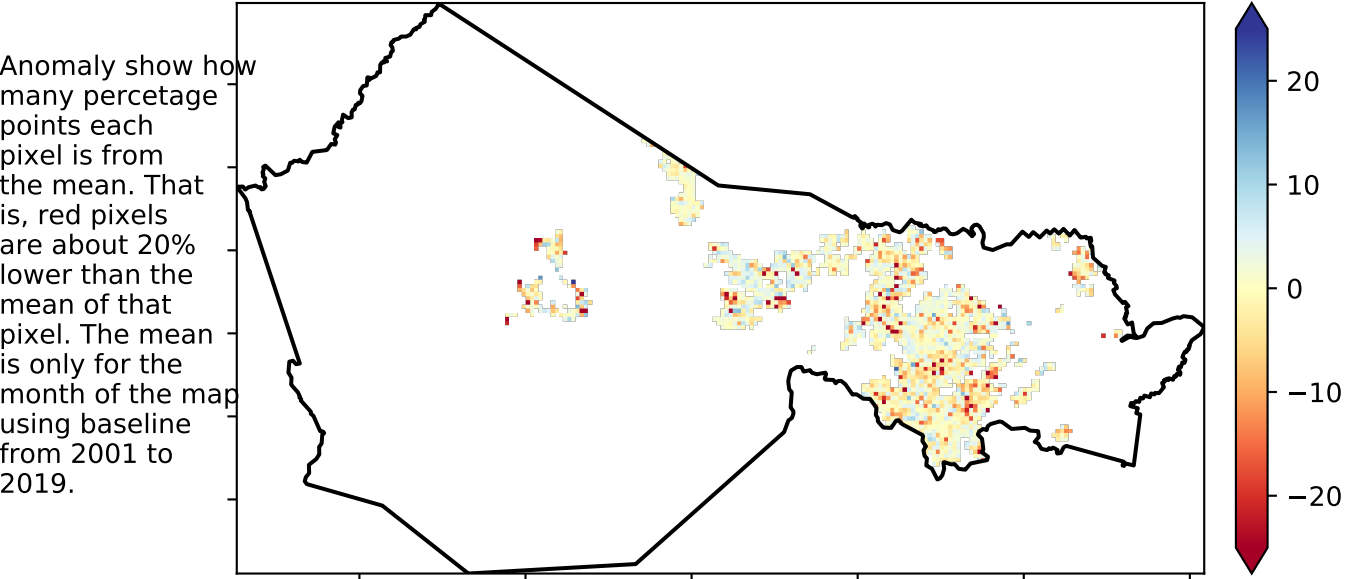 Anomaly show how
many percetage
points each
pixel is from
the mean. That
is, red pixels
are about 20%
lower than the
mean of that
pixel. The mean
is only for the
month of the map
using baseline
from 2001 to
2019.
20
10
0
−10
−20